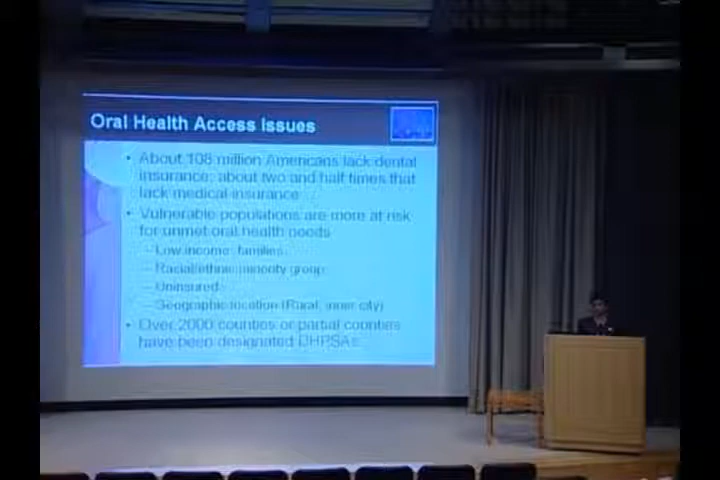 Oral Health Access Issues
• About 108 million Americans lack dental
insurance; about two and half times that
lack medical insurance
• Vulnerable populations are more at risk
for unmet oral health needs
– Low income families
– Racial/ethnic minority group
– Uninsured
– Geographic location (Rural, inner city)
• Over 2000 counties or partial counties
have been designated DHPSAs